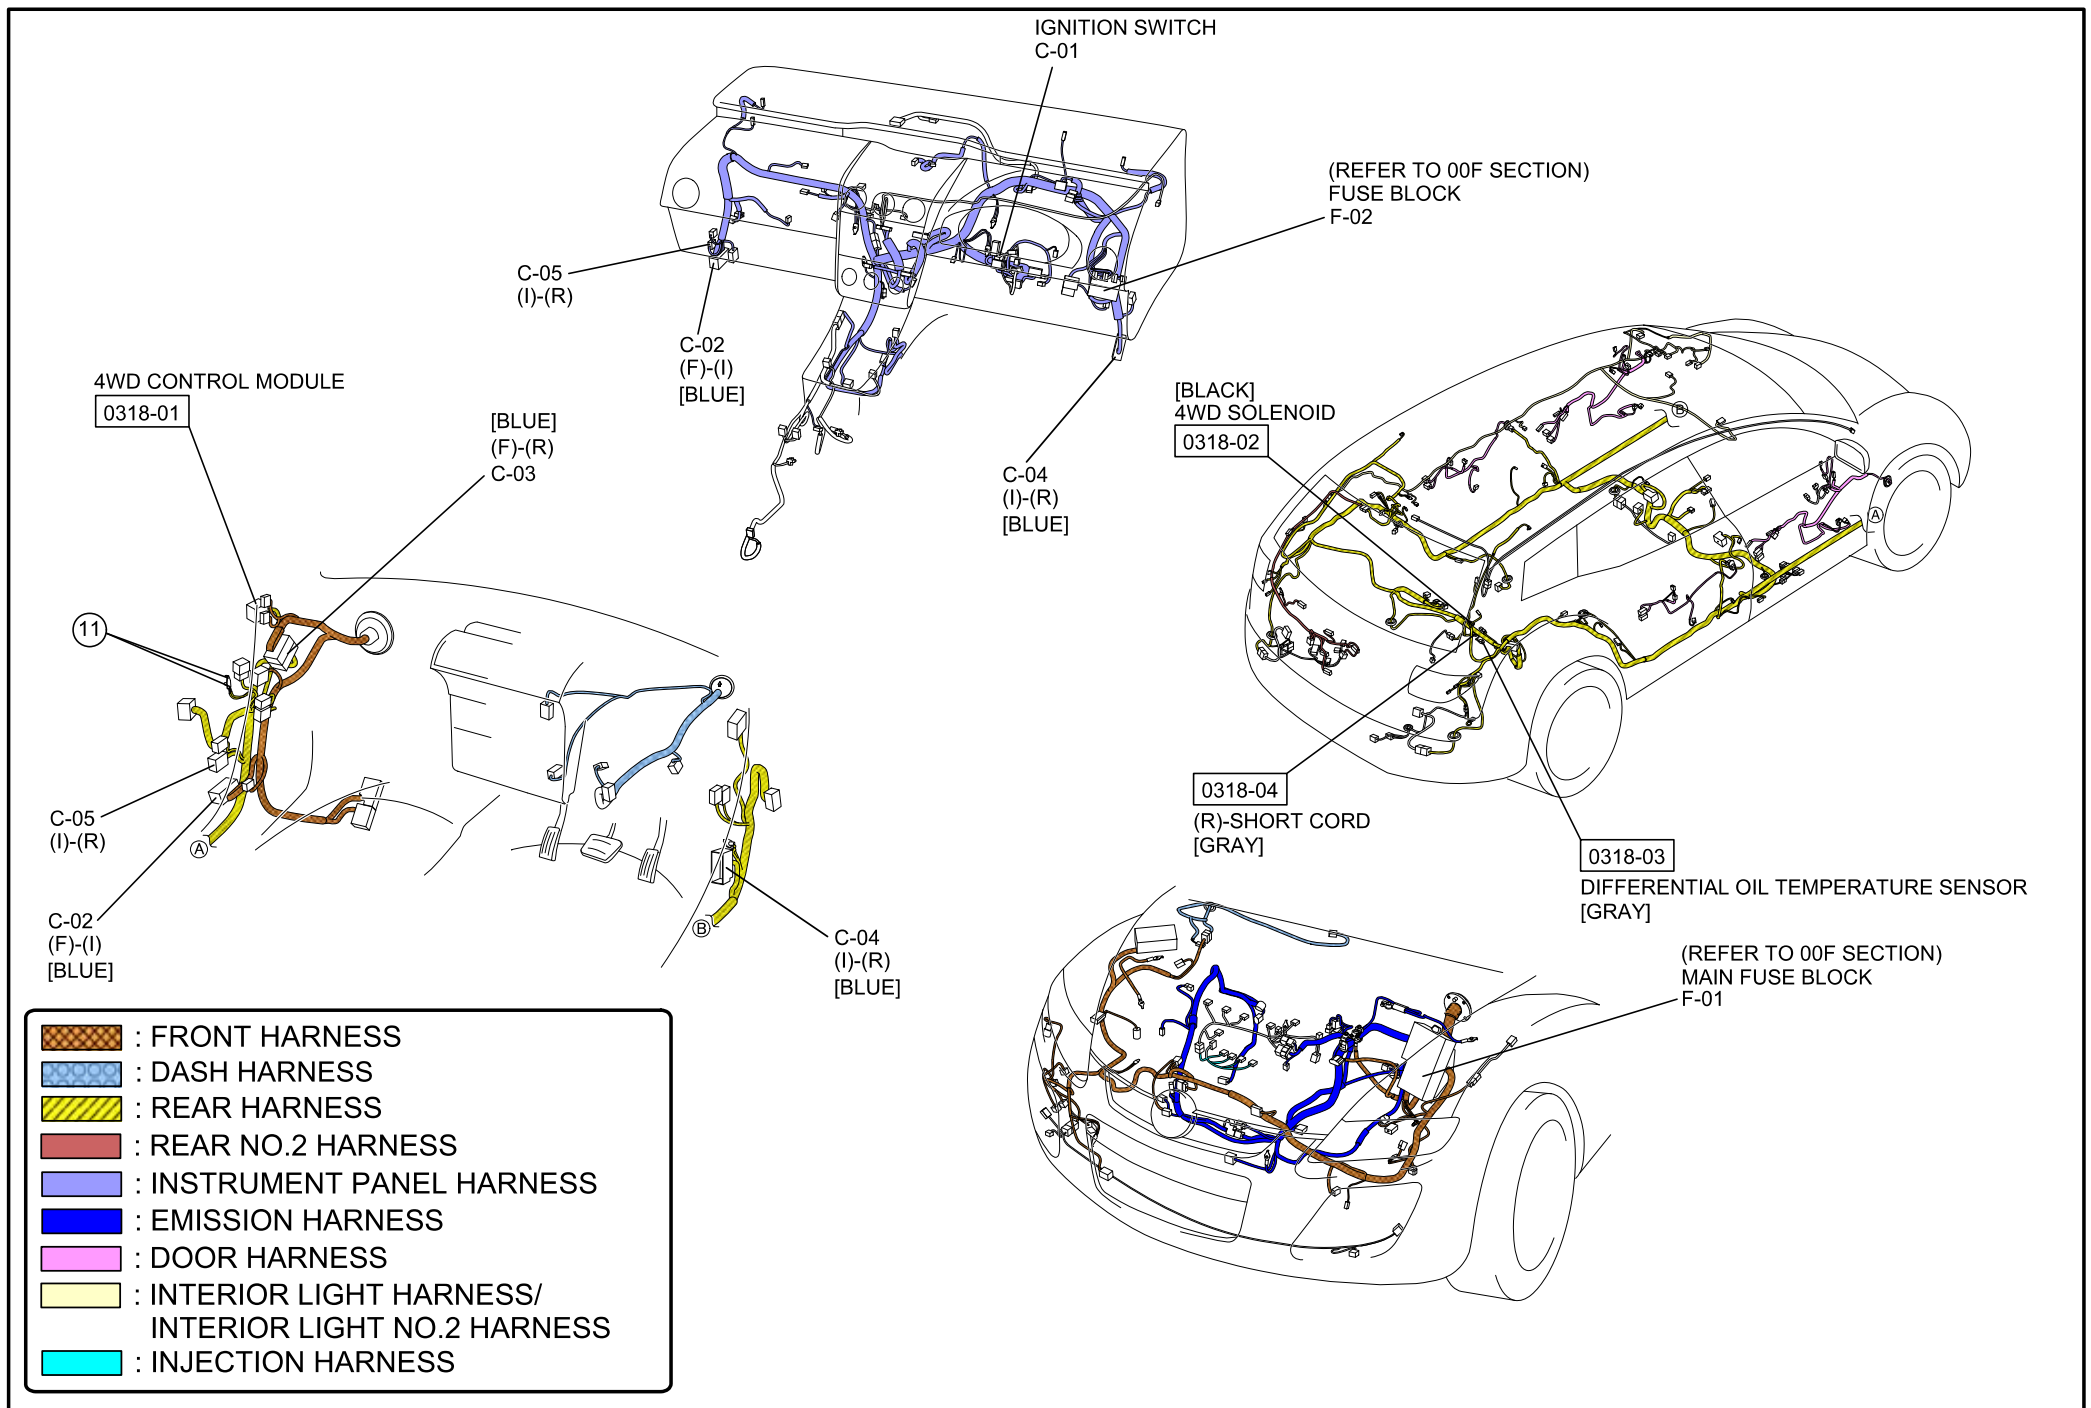 IGNITION SWITCH
C-01
(REFER TO 00F SECTION)
FUSE BLOCK
F-02
C-05
(I)-(R)
C-02
(F)-(I)
[BLUE]
C-04
(I)-(R)
[BLUE]
4WD CONTROL MODULE
0318-01
[BLUE]
(F)-(R)
C-03
11
C-05
(I)-(R)
A
C-02
(F)-(I)
[BLUE]
B
C-04
(I)-(R)
[BLUE]
[BLACK]
4WD SOLENOID
0318-02
B
A
0318-04
(R)-SHORT CORD
[GRAY]
0318-03
DIFFERENTIAL OIL TEMPERATURE SENSOR
[GRAY]
(REFER TO 00F SECTION)
MAIN FUSE BLOCK
F-01
: FRONT HARNESS
: DASH HARNESS
: REAR HARNESS
: REAR NO.2 HARNESS
: INSTRUMENT PANEL HARNESS
: EMISSION HARNESS
: DOOR HARNESS
: INTERIOR LIGHT HARNESS/
INTERIOR LIGHT NO.2 HARNESS
: INJECTION HARNESS